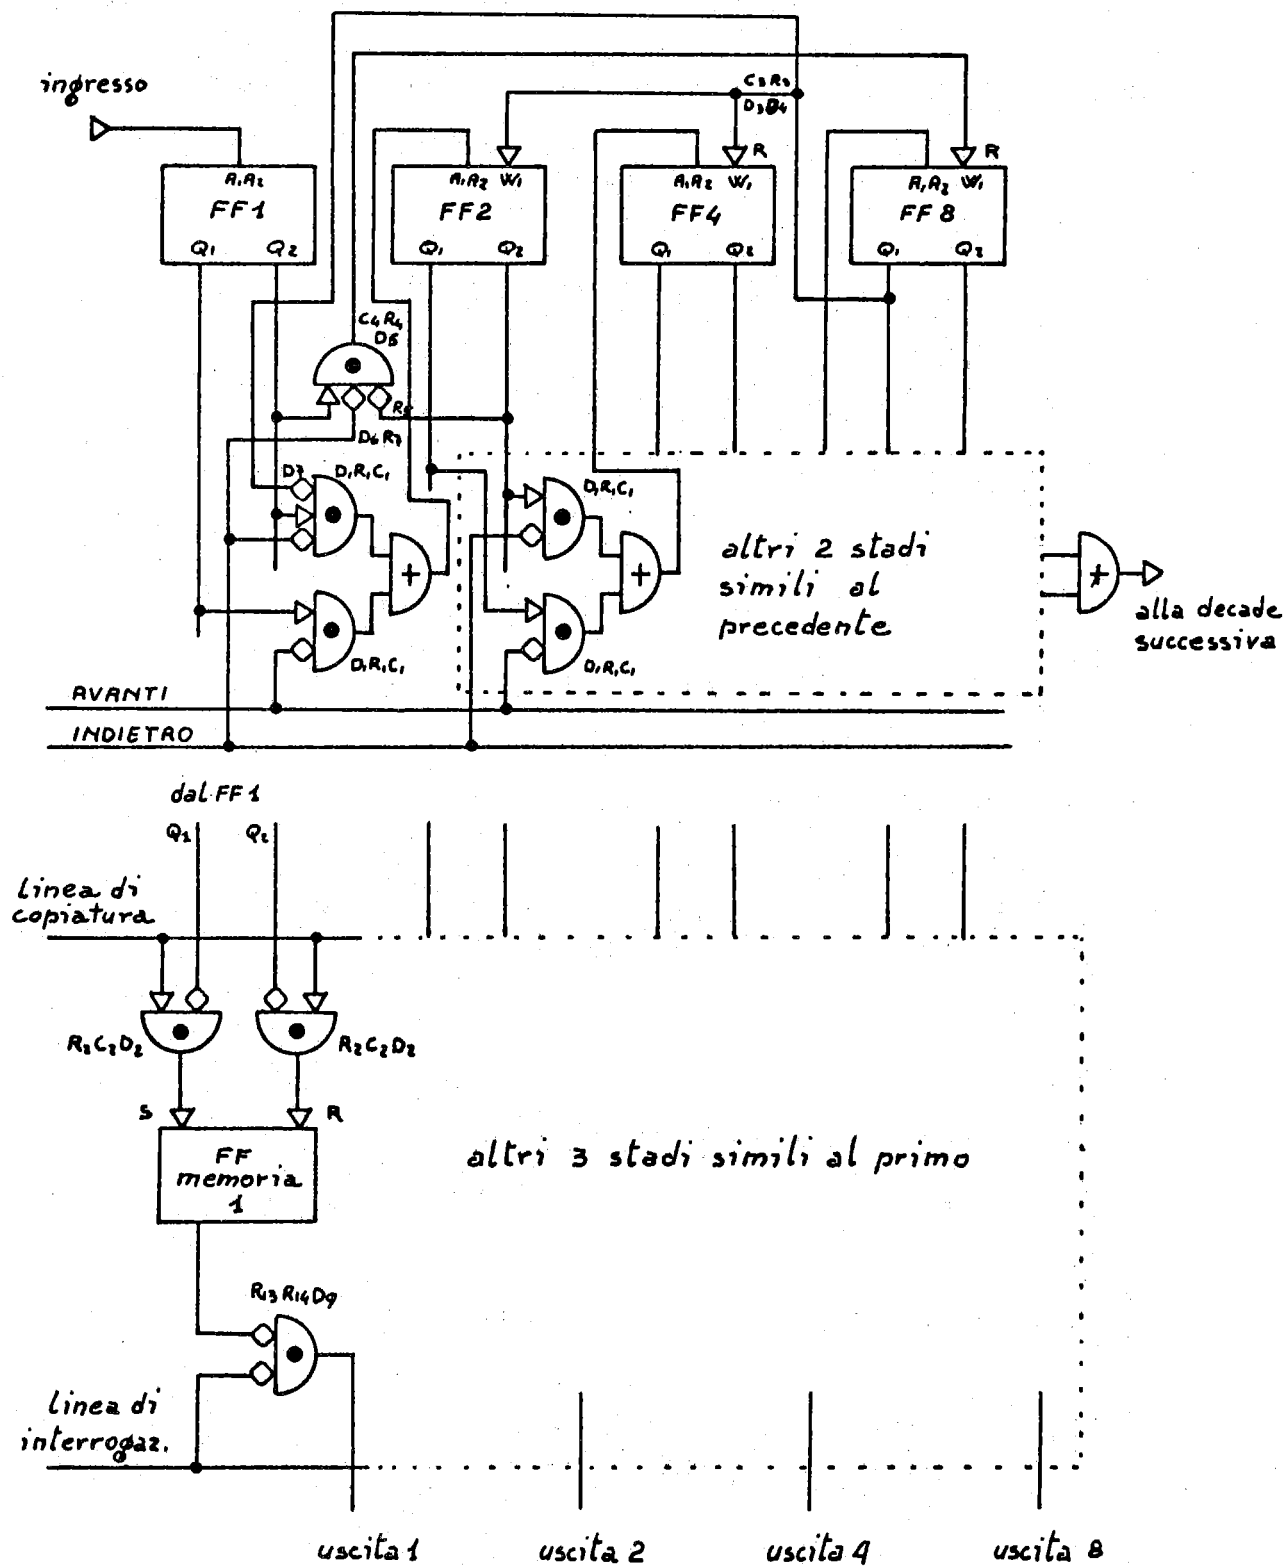 ingresso
C₃R₃
D₃D₄
R
R
A₁A₂
FF1
Q₁ Q₂
A₁A₂ W₁
FF2
Q₁ Q₂
A₁A₂ W₁
FF4
Q₁ Q₂
A₁A₂ W₁
FF8
Q₁ Q₂
C₄R₄
D₈
D₆R₇
D₇
D₁R₁C₁
+
D₁R₁C₁
D₁R₁C₁
+
D₁R₁C₁
altri 2 stadi
simili al
precedente
+
alla decade
successiva
AVANTI
INDIETRO
dal FF1
Q₁ Q₂
linea di
copiatura
R₂C₂D₂
R₂C₂D₂
S
R
FF
memoria
1
altri 3 stadi simili al primo
R₁₃R₁₄D₉
linea di
interrogaz.
uscita 1
uscita 2
uscita 4
uscita 8